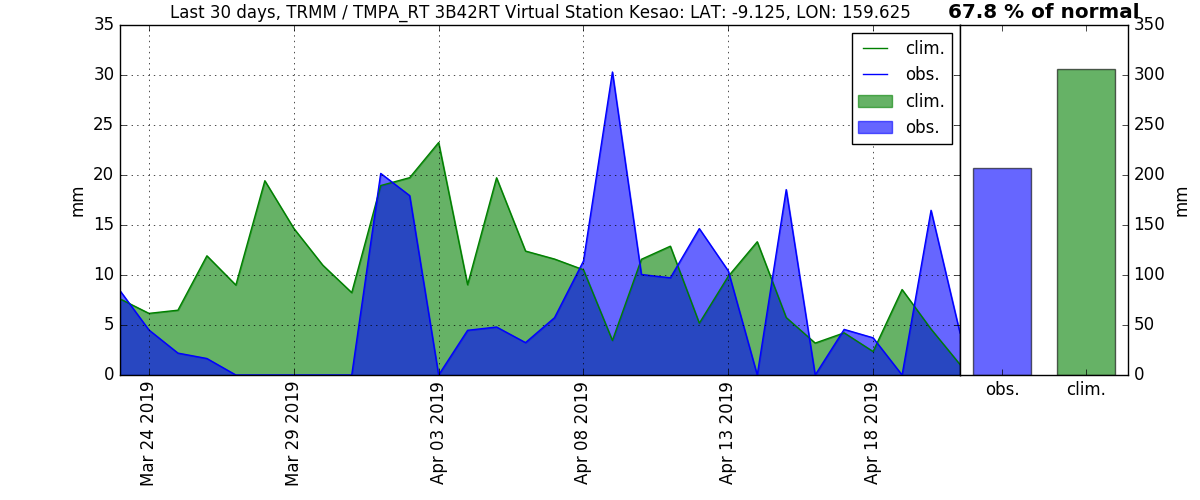 Last 30 days, TRMM / TMPA_RT 3B42RT Virtual Station Kesao: LAT: -9.125, LON: 159.625
67.8 % of normal
35
30
25
20
15
10
5
0
mm
clim.
obs.
clim.
obs.
Mar 24 2019
Mar 29 2019
Apr 03 2019
Apr 08 2019
Apr 13 2019
Apr 18 2019
350
300
250
200
150
100
50
0
mm
obs.
clim.